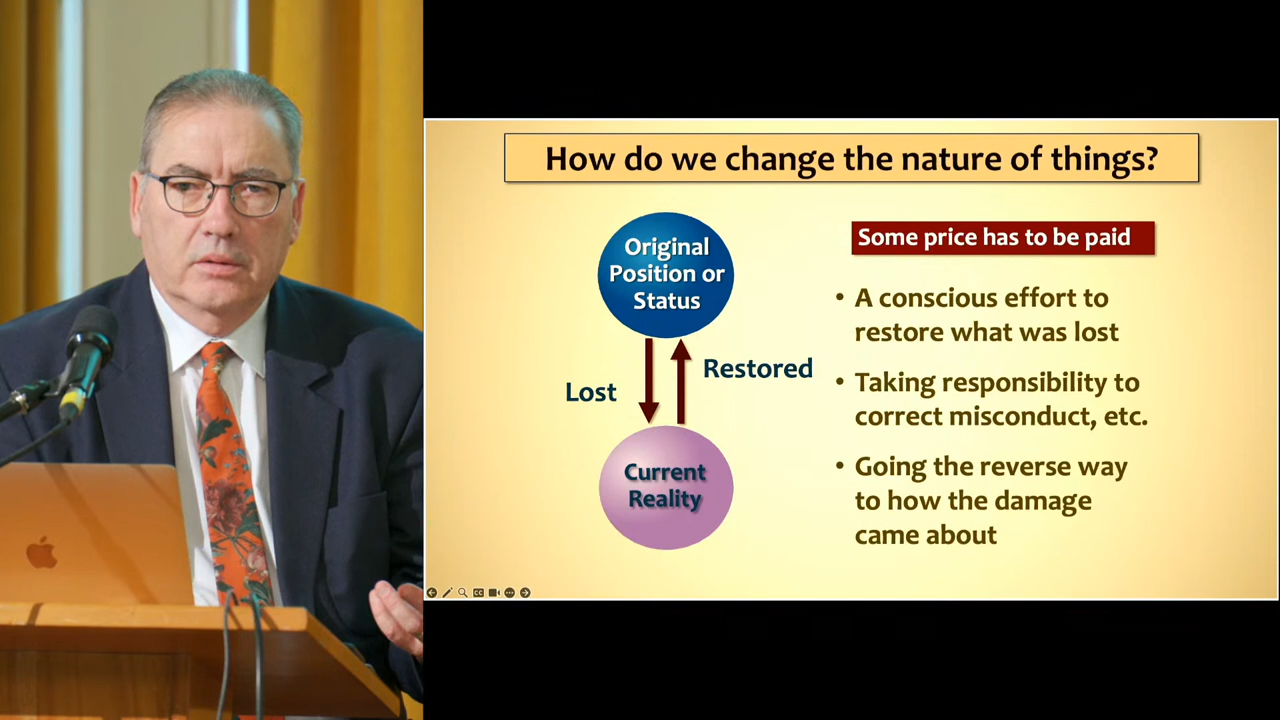 How do we change the nature of things?
Original
Position or
Status
Lost
Restored
Current
Reality
Some price has to be paid
• A conscious effort to
restore what was lost
• Taking responsibility to
correct misconduct, etc.
• Going the reverse way
to how the damage
came about
CC